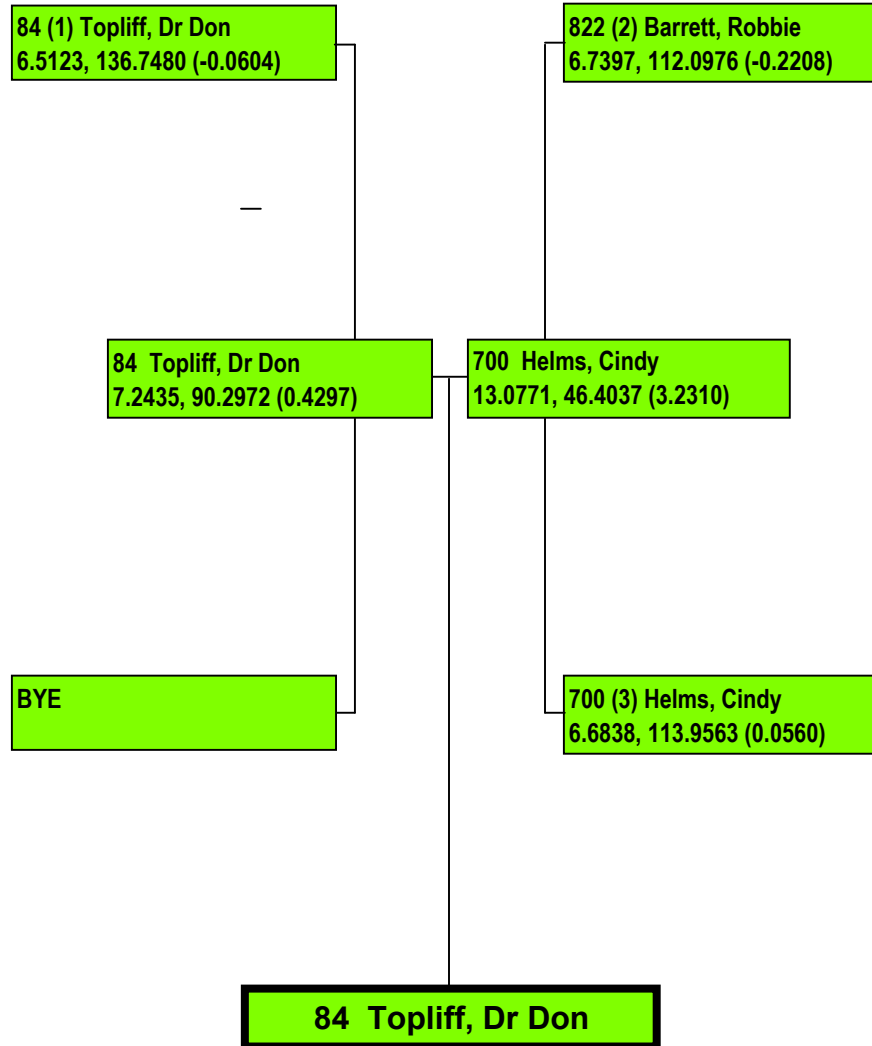 84 (1) Topliff, Dr Don
6.5123, 136.7480 (-0.0604)
822 (2) Barrett, Robbie
6.7397, 112.0976 (-0.2208)
84 Topliff, Dr Don
7.2435, 90.2972 (0.4297)
700 Helms, Cindy
13.0771, 46.4037 (3.2310)
BYE
700 (3) Helms, Cindy
6.6838, 113.9563 (0.0560)
84 Topliff, Dr Don